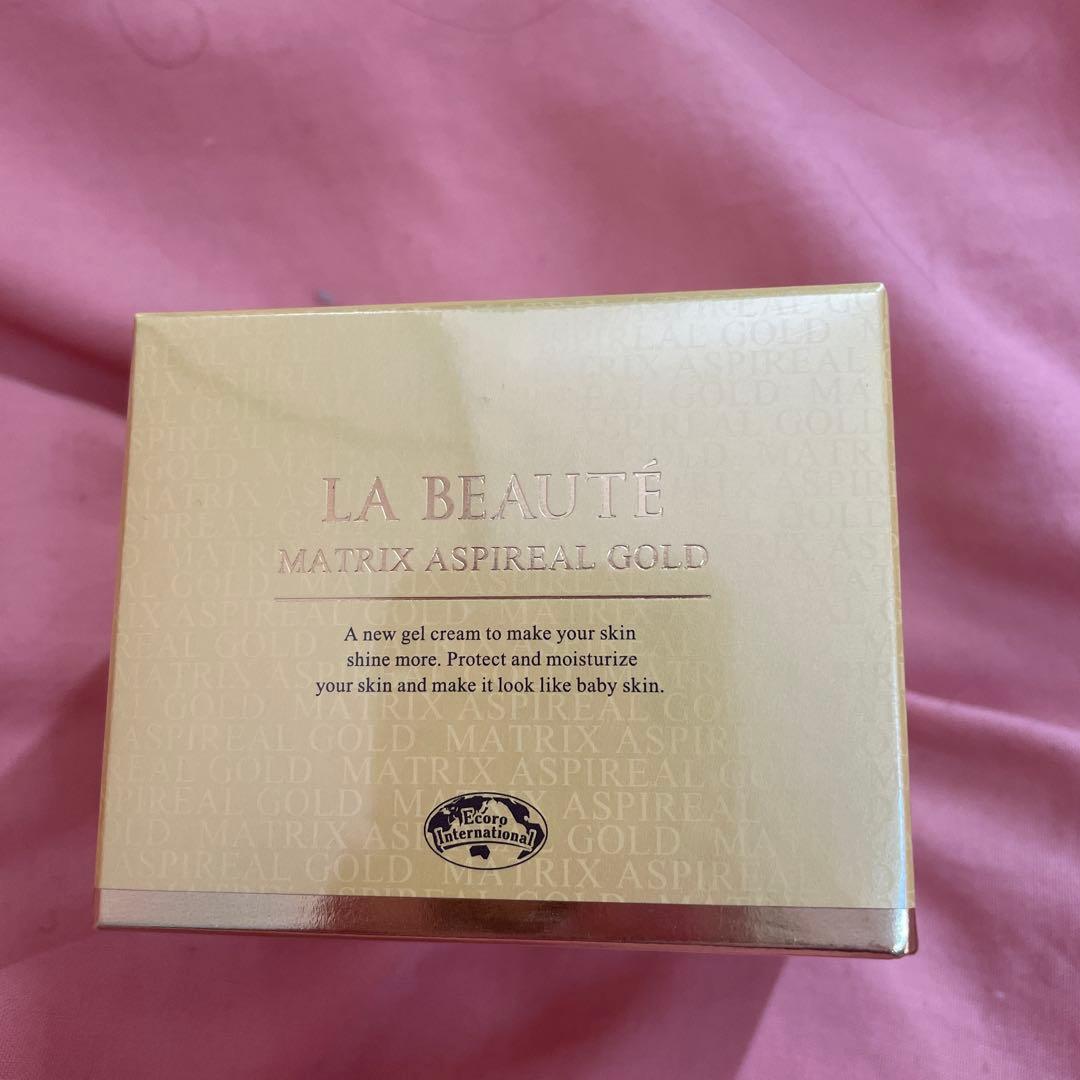 LA BEAUTÉ
MATRIX ASPIREAL GOLD
A new gel cream to make your skin
shine more. Protect and moisturize
your skin and make it look like baby skin.
Ecoro
International